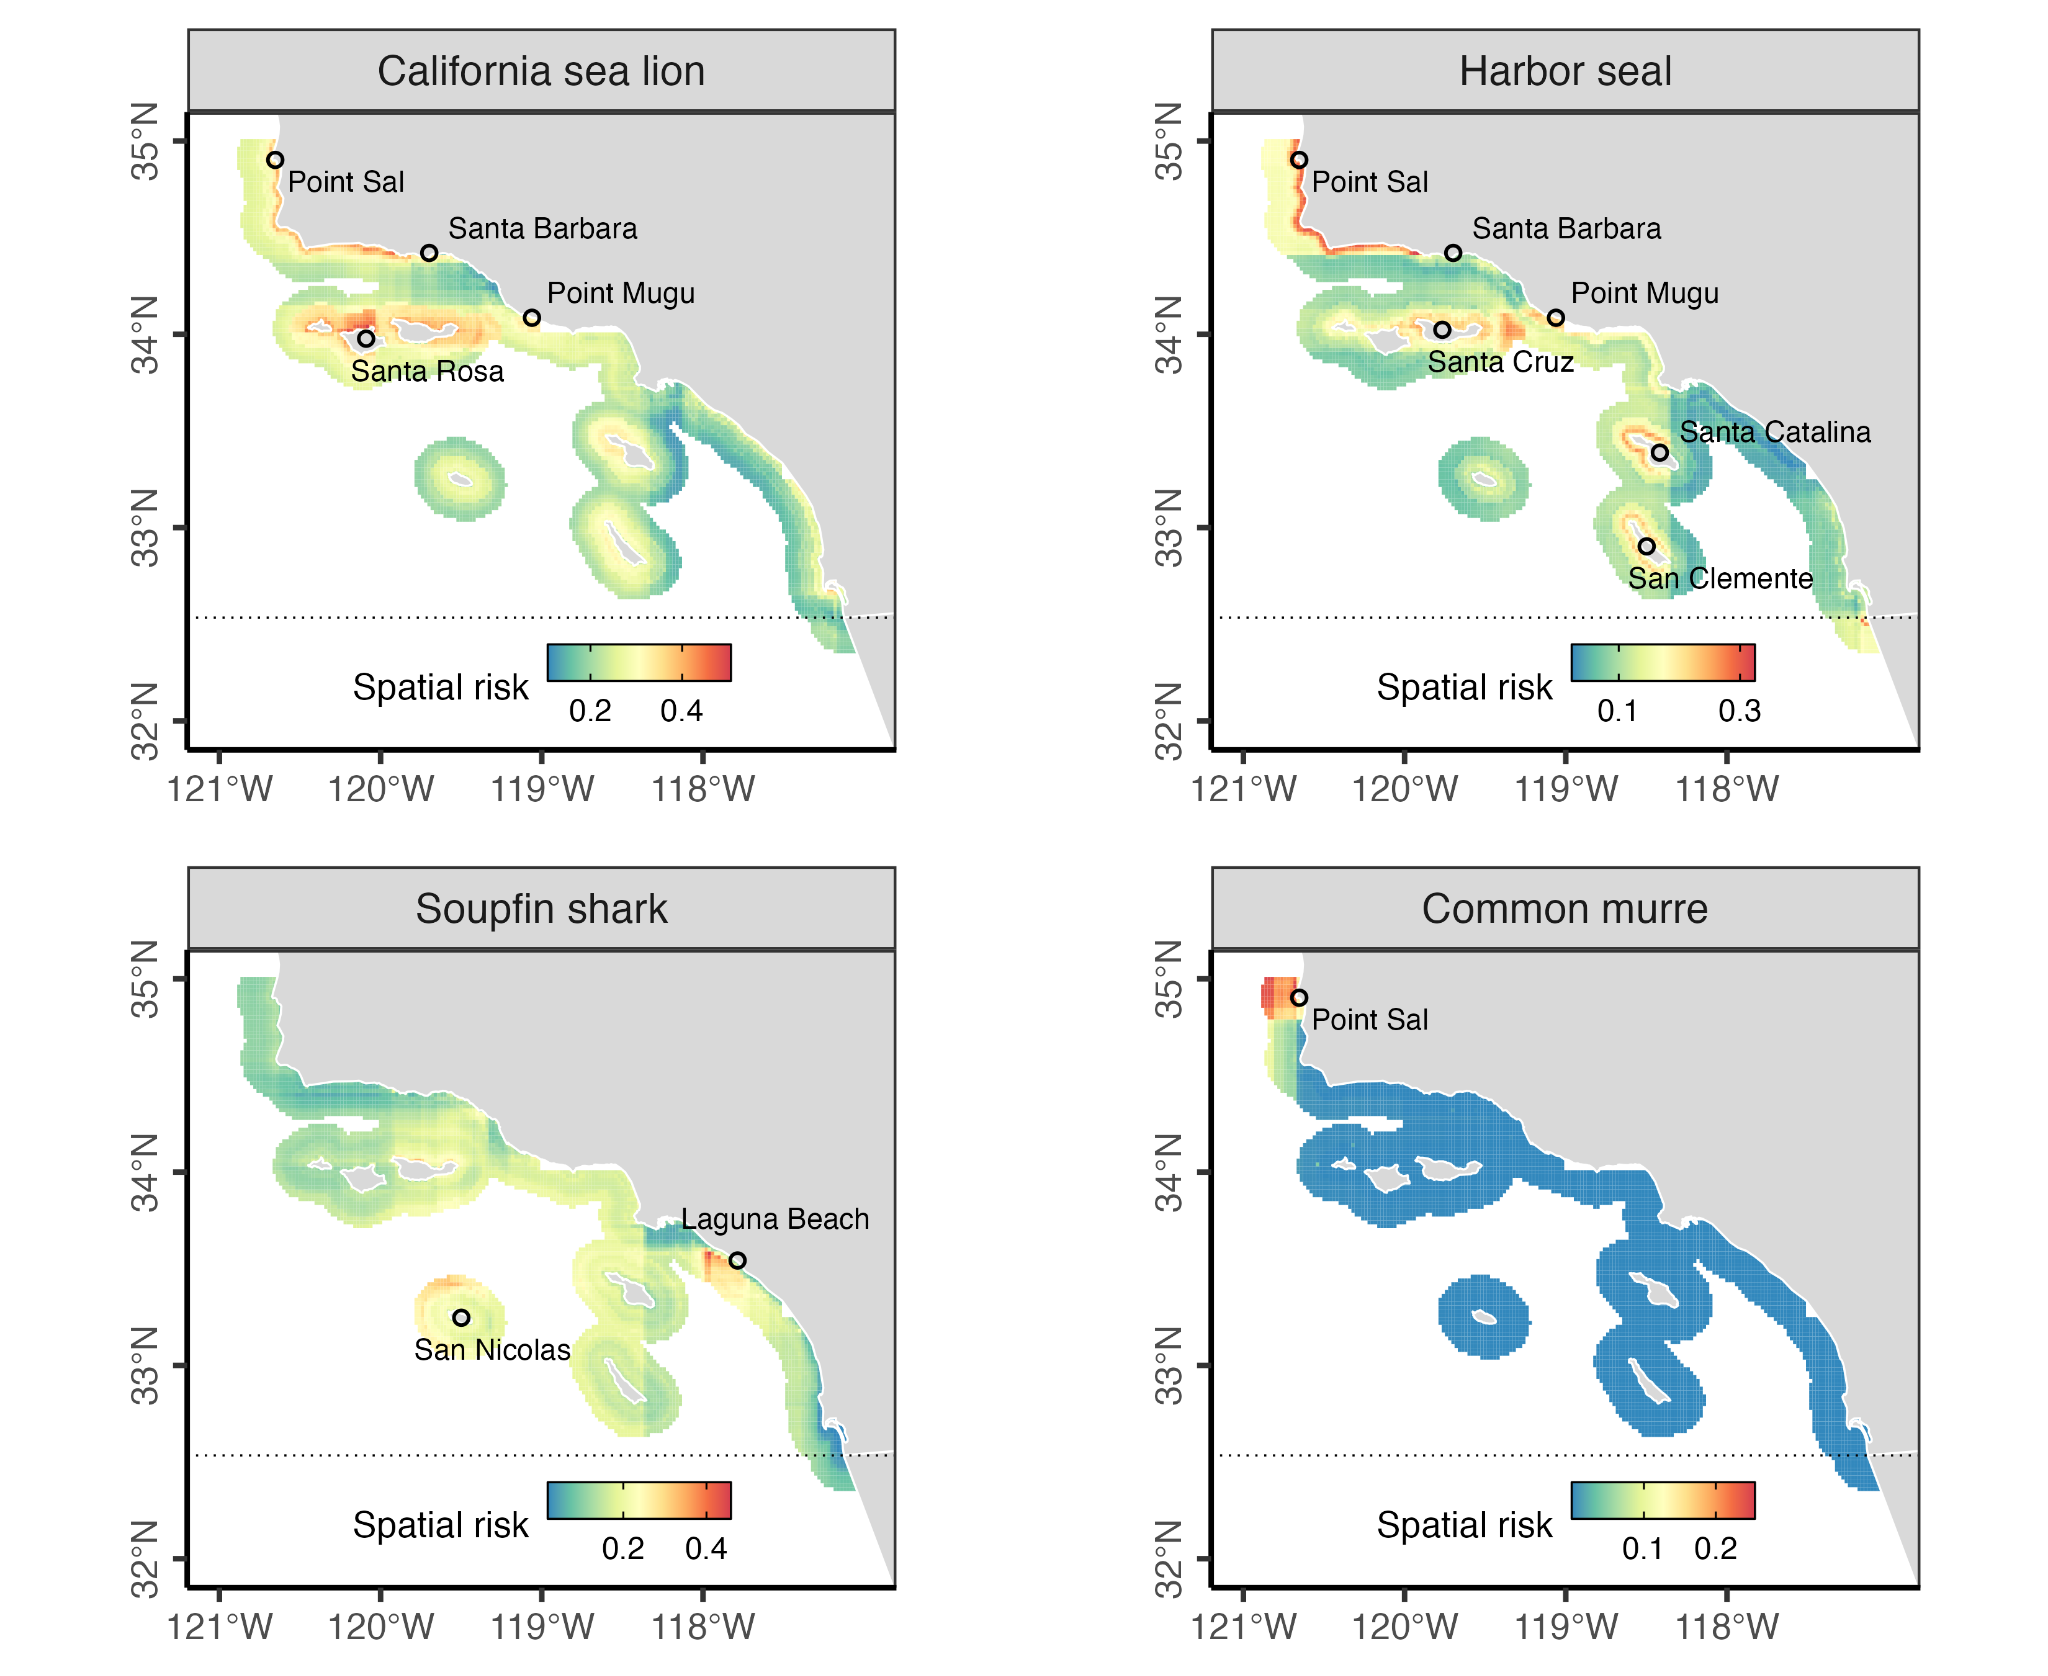 California sea lion
35°N
34°N
33°N
32°N
Point Sal
Santa Barbara
Point Mugu
Santa Rosa
Spatial risk
0.2 0.4
121°W 120°W 119°W 118°W
Harbor seal
35°N
34°N
33°N
32°N
Point Sal
Santa Barbara
Point Mugu
Santa Cruz
Santa Catalina
San Clemente
Spatial risk
0.1 0.3
121°W 120°W 119°W 118°W
Soupfin shark
35°N
34°N
33°N
32°N
Laguna Beach
San Nicolas
Spatial risk
0.2 0.4
121°W 120°W 119°W 118°W
Common murre
35°N
34°N
33°N
32°N
Point Sal
Spatial risk
0.1 0.2
121°W 120°W 119°W 118°W